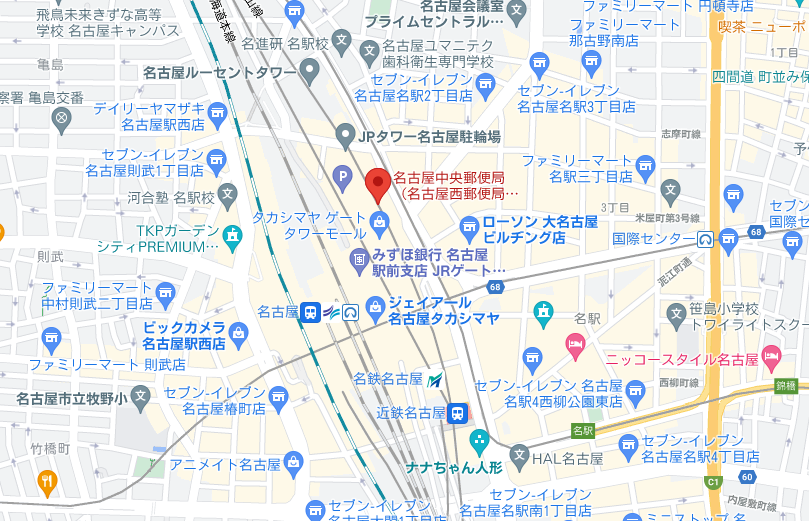 飛鳥未来きずな高等
学校 名古屋キャンパス
海道本線
名古屋会議室
プライムセントラル…
ファミリーマート 円頓寺店
喫茶 ニューポ
名進研 名駅校
名古屋ユマニテク
歯科衛生専門学校
ファミリーマート
那古野南店
亀島
名古屋ルーセントタワー
セブン-イレブン
名古屋名駅2丁目店
セブン-イレブン
名古屋名駅3丁目店
四間道 町並み保
察署 亀島交番
デイリーヤマザキ
名古屋駅西店
JPタワー名古屋駐輪場
志摩町線
セブン-イレブン
名古屋則武1丁目店
P
名古屋中央郵便局
(名古屋西郵便局…
ファミリーマート
名駅三丁目店
河合塾 名駅校
3丁目
米屋町第3号線
タカシマヤ ゲート
タワーモール
ローソン 大名古屋
ビルヂング店
セブン-イ
国際センタ
TKPガーデン
シティPREMIUM…
国際センター
68
則武
みずほ銀行 名古屋
駅前支店 JRゲート…
泥江町通
ファミリーマート
中村則武二丁目店
68
名古屋
ジェイアール
名古屋タカシマヤ
名駅
笹島小学校
トワイライトスクー
ビックカメラ
名古屋駅西店
ファミリーマート 則武店
ニッコースタイル名古屋
名鉄名古屋
西柳町線
錦橋
名古屋市立牧野小
セブン-イレブン
名古屋椿町店
近鉄名古屋
セブン-イレブン 名古屋
名駅4西柳公園東店
竹橋町
名駅
セブン-イレブン
名古屋名駅4丁目店
アニメイト名古屋
ナナちゃん人形
HAL名古屋
C1
60
セブン-イレブン
名古屋名駅南1丁目店
内屋敷町線
セブン-イレブン
ミニストップ 名